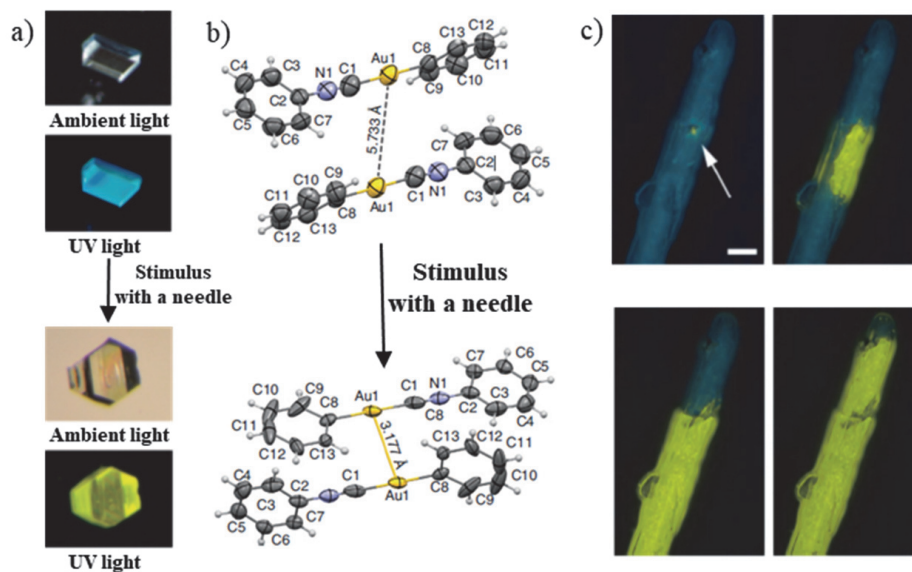 a)
Ambient light
UV light
Stimulus
with a needle
Ambient light
UV light
b)
C4
C3
N1
C1
Au1
C8
C13
C12
C11
C10
C9
C2
C5
C6
C7
5.733 Å
C11
C10
C9
C12
C13
C8
Au1
C1
N1
C7
C6
C2
C5
C3
C4
Stimulus
with a needle
C10
C9
C8
Au1
C1
N1
C7
C6
C5
C2
C3
C4
C8
C11
C12
C13
3.177 Å
C4
C2
C3
C5
C6
C7
C1
Au1
C8
C13
C12
C11
C10
C9
c)